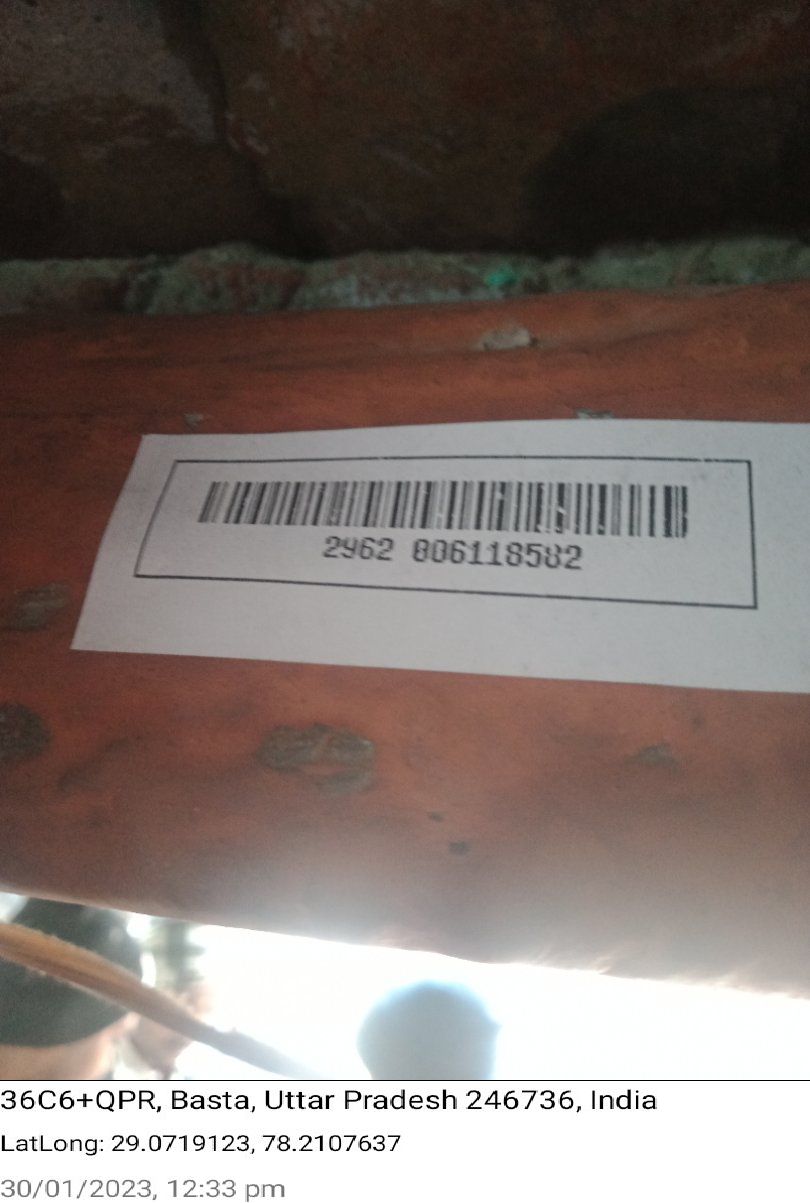 2962 006118582
36C6+QPR, Basta, Uttar Pradesh 246736, India
LatLong: 29.0719123, 78.2107637
30/01/2023, 12:33 pm